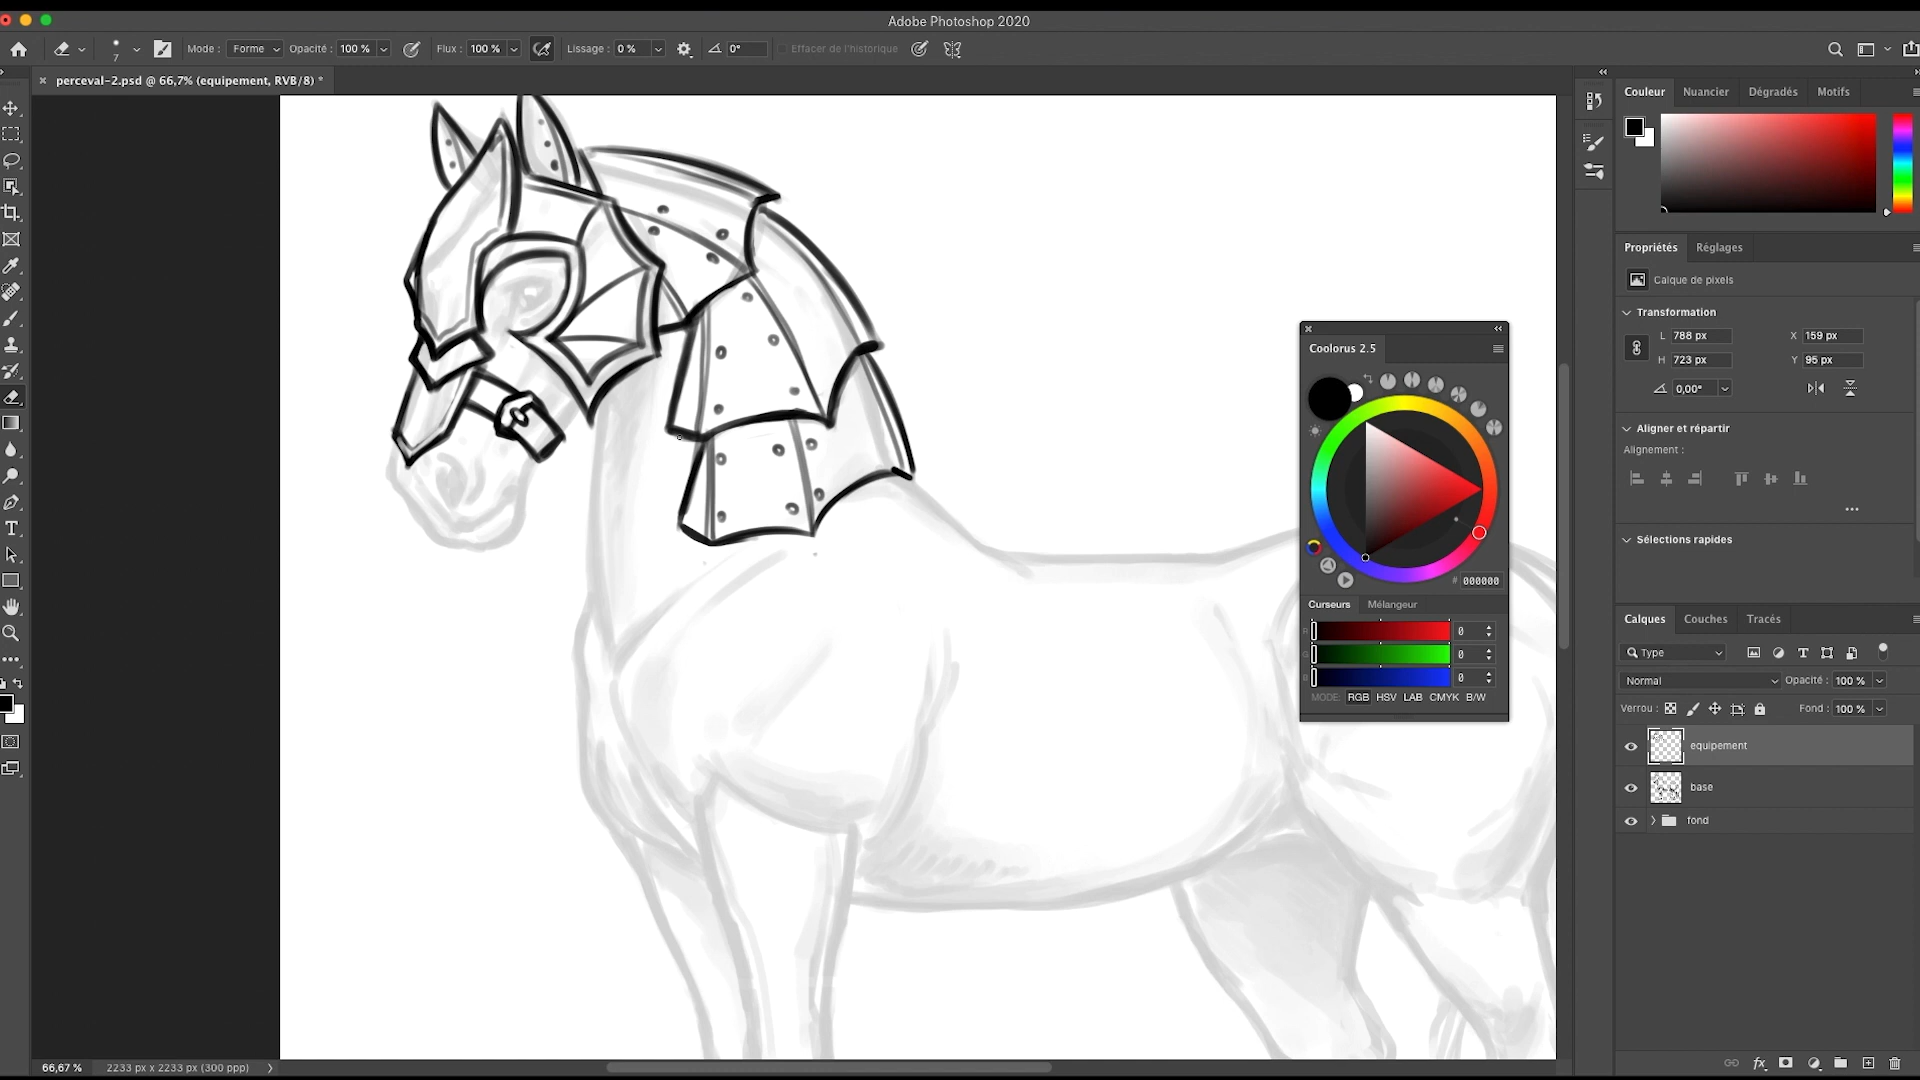 Adobe Photoshop 2020
7 Mode : Forme Opacité : 100 % Flux : 100 % Lissage : 0 % 0° Effacer de l'historique
perceval-2.psd @ 66,7% (equipement, RVB/8) *
Couleur Nuancier Dégradés Motifs
Propriétés Réglages
Calque de pixels
Transformation
L 788 px X 159 px
H 723 px Y 95 px
0,00°
Aligner et répartir
Alignement :
Sélections rapides
Coolorus 2.5
# 000000
Curseurs Mélangeur
R 0
G 0
B 0
MODE: RGB HSV LAB CMYK B/W
Calques Couches Tracés
Type
Normal Opacité : 100 %
Verrou : Fond : 100 %
equipement
base
fond
66,67 % 2233 px x 2233 px (300 ppp)